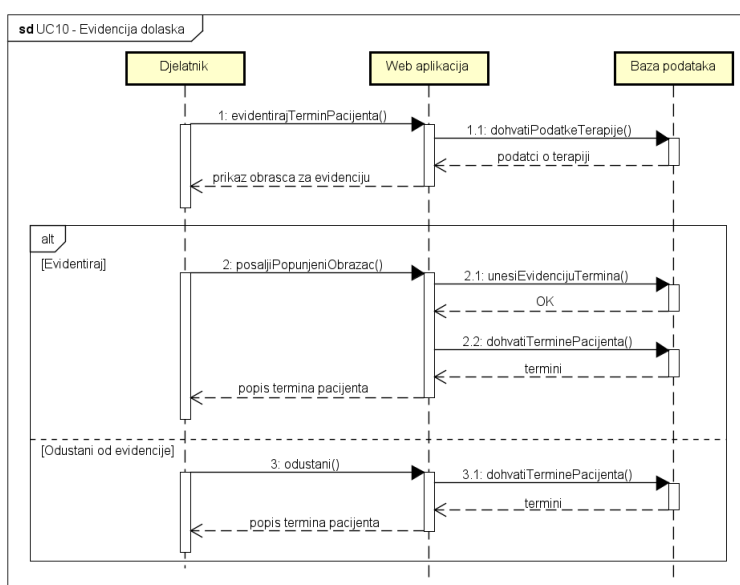 sd UC10 - Evidencija dolaska
Djelatnik
Web aplikacija
Baza podataka
1: evidentirajTerminPacijenta()
1.1: dohvatiPodatkeTerapije()
podatci o terapiji
prikaz obrasca za evidenciju
alt
[Evidentiraj]
2: posaljiPopunjeniObrazac()
2.1: unesiEvidencijuTermina()
OK
2.2: dohvatiTerminePacijenta()
termini
popis termina pacijenta
[Odustani od evidencije]
3: odustani()
3.1: dohvatiTerminePacijenta()
termini
popis termina pacijenta